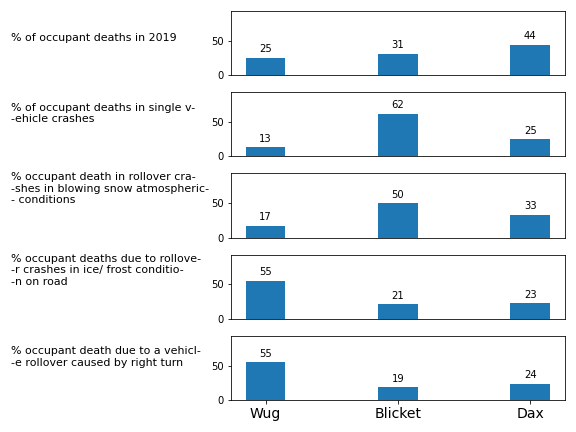 % of occupant deaths in 2019
50
0
25
31
44
% of occupant deaths in single v-
-ehicle crashes
50
0
13
62
25
% occupant death in rollover cra-
-shes in blowing snow atmospheric-
- conditions
50
0
17
50
33
% occupant deaths due to rollove-
-r crashes in ice/ frost conditio-
-n on road
50
0
55
21
23
% occupant death due to a vehicl-
-e rollover caused by right turn
50
0
55
19
24
Wug Blicket Dax